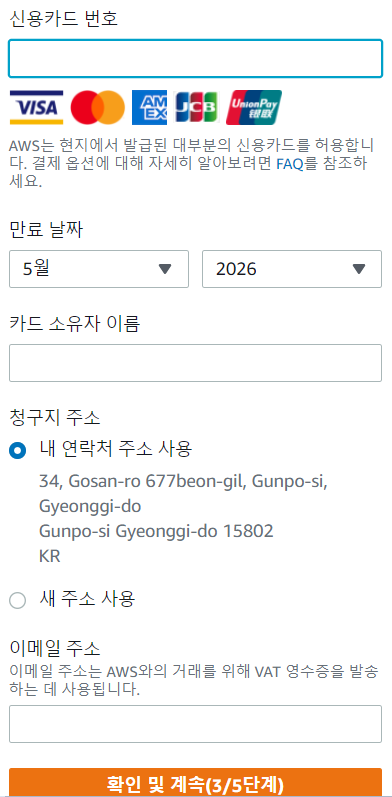 신용카드 번호
VISA AM EX JCB UnionPay 银联
AWS는 현지에서 발급된 대부분의 신용카드를 허용합니
다. 결제 옵션에 대해 자세히 알아보려면 FAQ를 참조하
세요.
만료 날짜
5월 2026
카드 소유자 이름
청구지 주소
내 연락처 주소 사용
34, Gosan-ro 677beon-gil, Gunpo-si,
Gyeonggi-do
Gunpo-si Gyeonggi-do 15802
KR
새 주소 사용
이메일 주소
이메일 주소는 AWS와의 거래를 위해 VAT 영수증을 발송
하는 데 사용됩니다.
확인 및 계속(3/5단계)